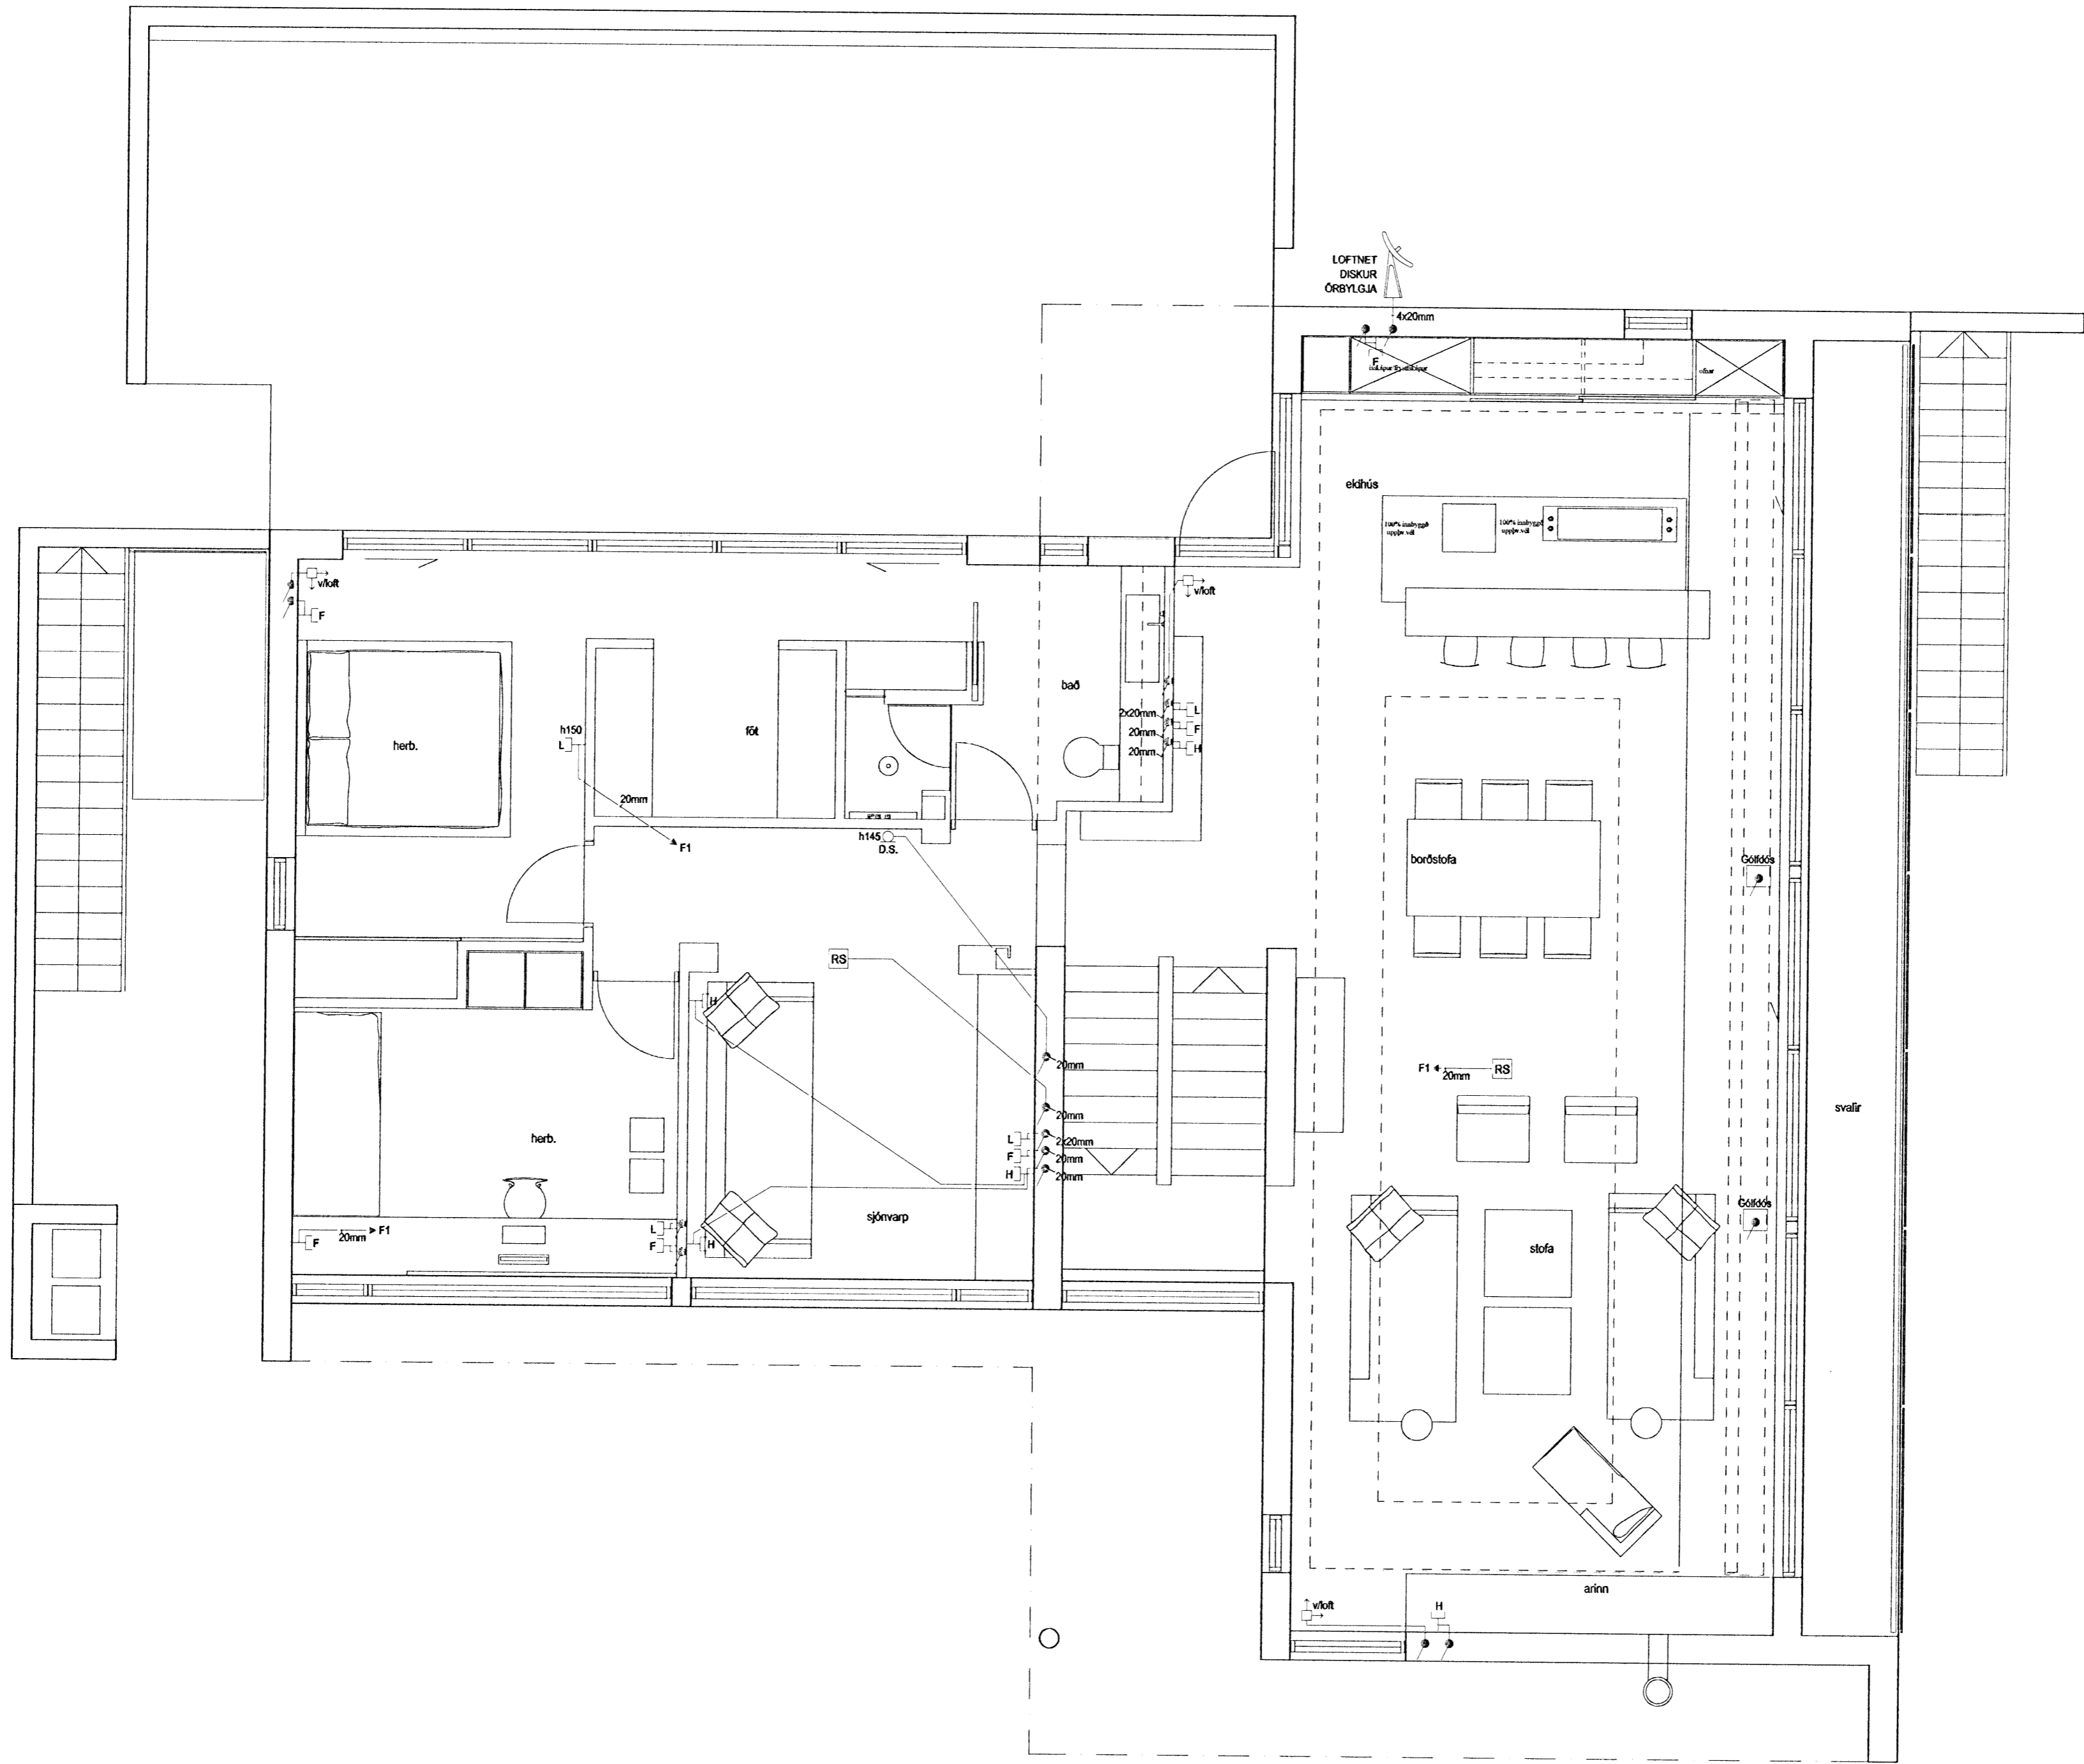 LOFTNET
DISKUR
ÖRBYLGJA
4x20mm
F
ofnar
eldhús
100% innbyggð
uppþv.vél
100% innbyggð
uppþv.vél
v/loft
F
v/loft
herb.
h150
L
föt
20mm
F1
bað
2x20mm
L
20mm
F
20mm
H
h145
D.S.
borðstofa
Gólfdós
RS
H
20mm
20mm
F1
20mm
RS
svalir
L
2x20mm
F
20mm
H
20mm
herb.
sjónvarp
F
20mm
F1
L
F
H
Gólfdós
stofa
arinn
v/loft
H